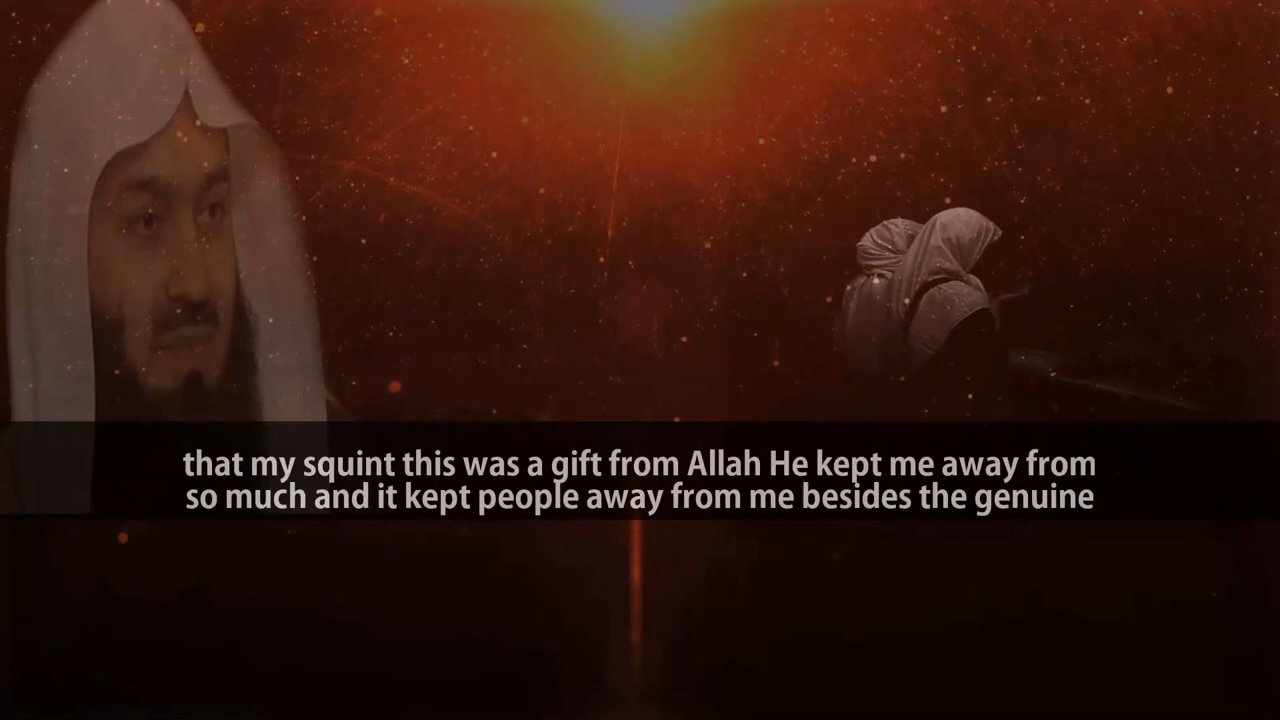 that my squint this was a gift from Allah He kept me away from
so much and it kept people away from me besides the genuine